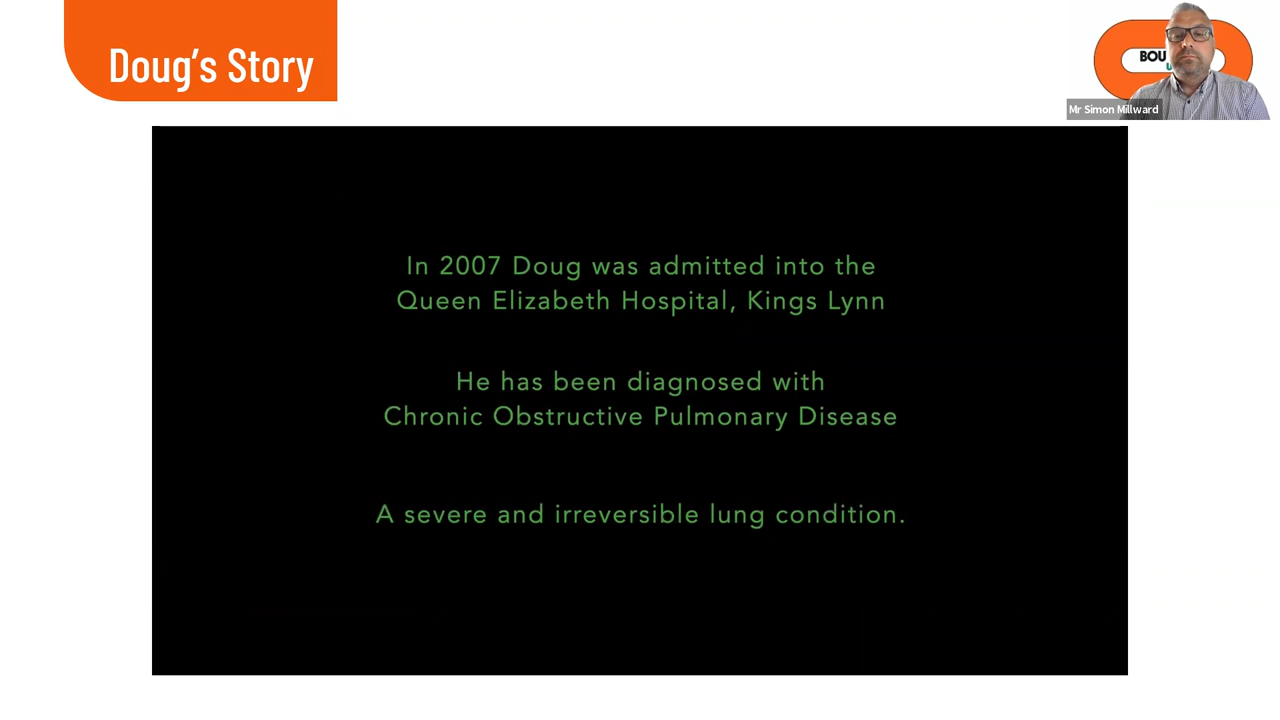 Doug's Story
BOU
U
Mr Simon Millward
In 2007 Doug was admitted into the
Queen Elizabeth Hospital, Kings Lynn
He has been diagnosed with
Chronic Obstructive Pulmonary Disease
A severe and irreversible lung condition.